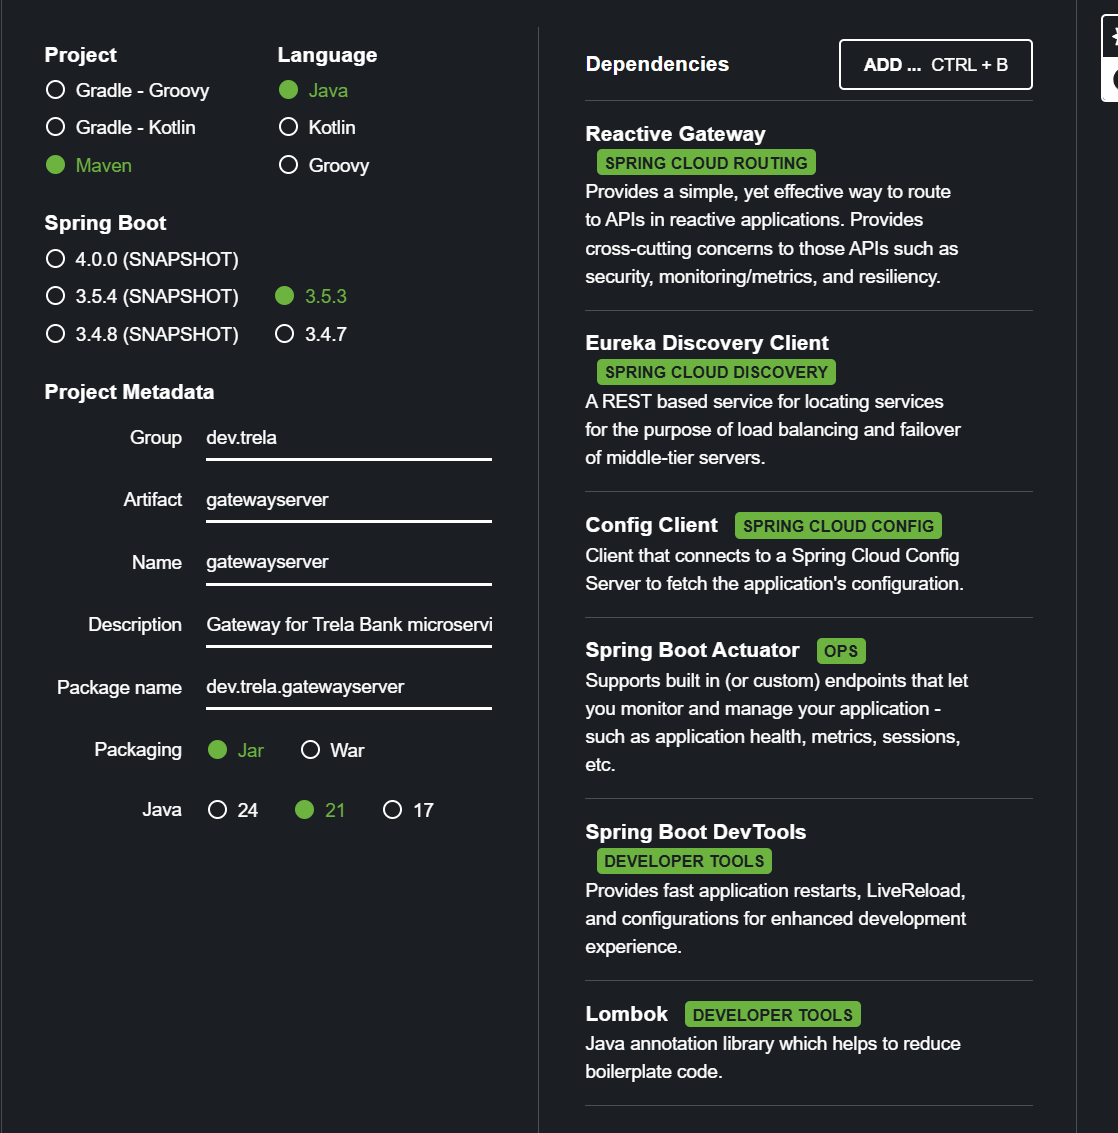 Project
Gradle - Groovy
Gradle - Kotlin
Maven
Language
Java
Kotlin
Groovy
Spring Boot
4.0.0 (SNAPSHOT)
3.5.4 (SNAPSHOT)
3.5.3
3.4.8 (SNAPSHOT)
3.4.7
Project Metadata
Group dev.trela
Artifact gatewayserver
Name gatewayserver
Description Gateway for Trela Bank microservi
Package name dev.trela.gatewayserver
Packaging Jar War
Java 24 21 17
Dependencies
ADD ... CTRL + B
Reactive Gateway
SPRING CLOUD ROUTING
Provides a simple, yet effective way to route
to APIs in reactive applications. Provides
cross-cutting concerns to those APIs such as
security, monitoring/metrics, and resiliency.
Eureka Discovery Client
SPRING CLOUD DISCOVERY
A REST based service for locating services
for the purpose of load balancing and failover
of middle-tier servers.
Config Client SPRING CLOUD CONFIG
Client that connects to a Spring Cloud Config
Server to fetch the application's configuration.
Spring Boot Actuator OPS
Supports built in (or custom) endpoints that let
you monitor and manage your application -
such as application health, metrics, sessions,
etc.
Spring Boot DevTools
DEVELOPER TOOLS
Provides fast application restarts, LiveReload,
and configurations for enhanced development
experience.
Lombok DEVELOPER TOOLS
Java annotation library which helps to reduce
boilerplate code.